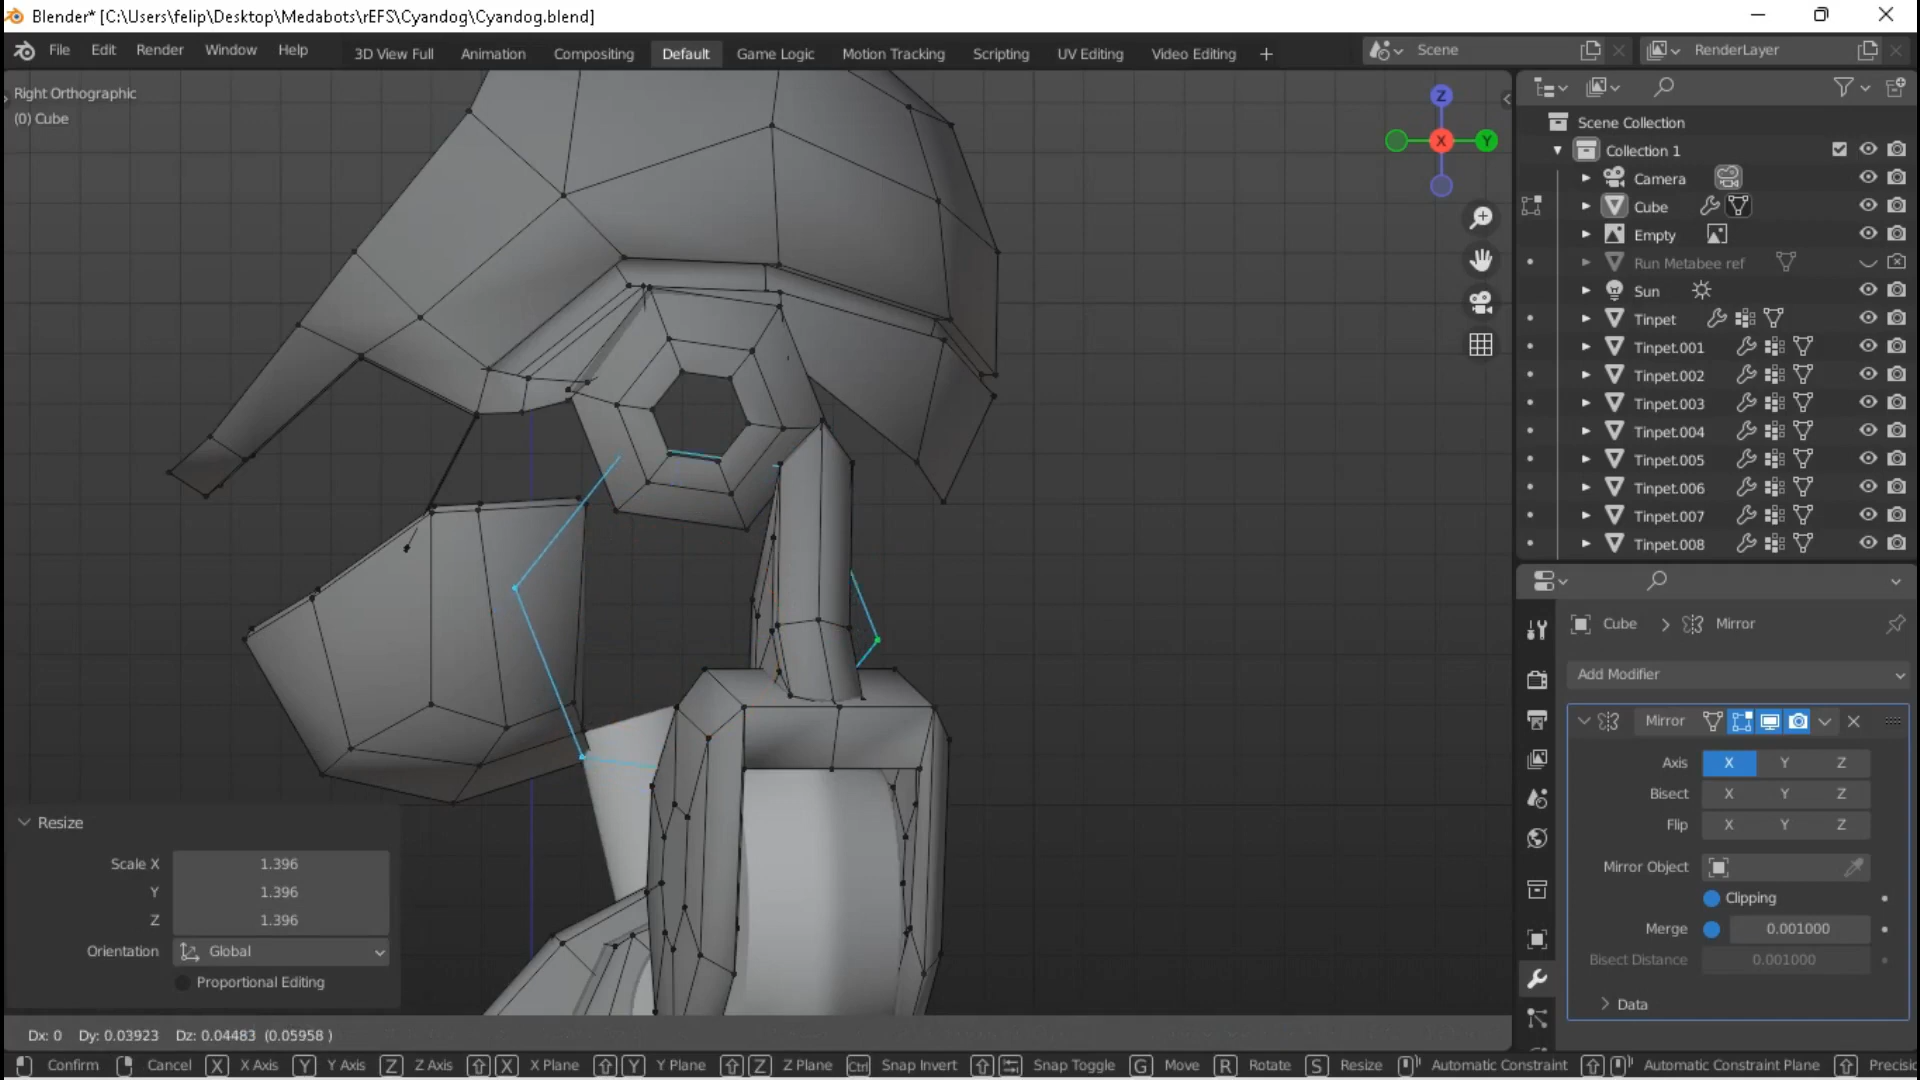 Blender* [C:\Users\felip\Desktop\Medabots\rEFS\Cyandog\Cyandog.blend]
File Edit Render Window Help 3D View Full Animation Compositing Default Game Logic Motion Tracking Scripting UV Editing Video Editing + Scene RenderLayer
Right Orthographic
(0) Cube
Z
X
Y
Scene Collection
Collection 1
Camera
Cube
Empty
Run Metabee ref
Sun
Tinpet
Tinpet.001
Tinpet.002
Tinpet.003
Tinpet.004
Tinpet.005
Tinpet.006
Tinpet.007
Tinpet.008
Cube > Mirror
Add Modifier
Mirror
Axis X Y Z
Bisect X Y Z
Flip X Y Z
Mirror Object
Clipping
Merge 0.001000
Bisect Distance 0.001000
Data
Resize
Scale X 1.396
Y 1.396
Z 1.396
Orientation Global
Proportional Editing
Dx: 0 Dy: 0.03923 Dz: 0.04483 (0.05958 )
Confirm Cancel X X Axis Y Y Axis Z Z Axis X X Plane Y Y Plane Z Z Plane Ctrl Snap Invert Snap Toggle G Move R Rotate S Resize Automatic Constraint Automatic Constraint Plane Precisic